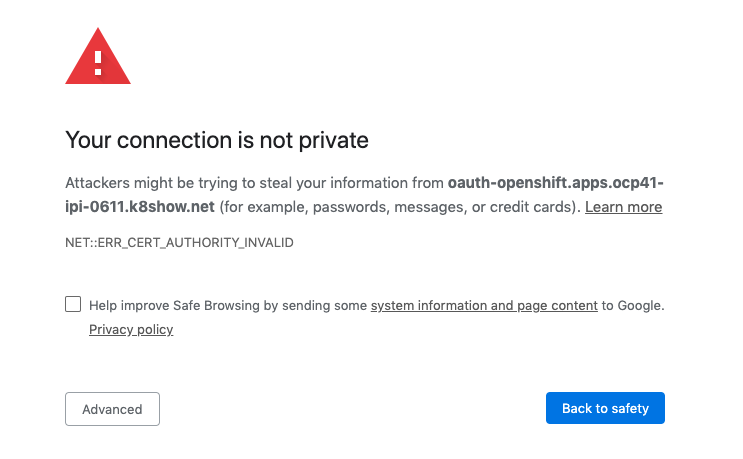 Your connection is not private
Attackers might be trying to steal your information from oauth-openshift.apps.ocp41-
ipi-0611.k8show.net (for example, passwords, messages, or credit cards). Learn more
NET::ERR_CERT_AUTHORITY_INVALID
Help improve Safe Browsing by sending some system information and page content to Google.
Privacy policy
Advanced
Back to safety